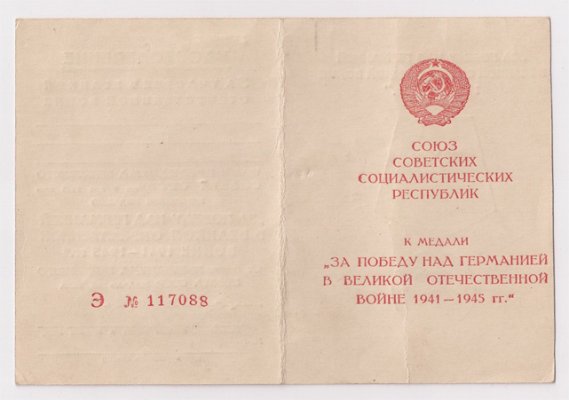 Э № 117088
СОЮЗ
СОВЕТСКИХ
СОЦИАЛИСТИЧЕСКИХ
РЕСПУБЛИК
К МЕДАЛИ
„ЗА ПОБЕДУ НАД ГЕРМАНИЕЙ
В ВЕЛИКОЙ ОТЕЧЕСТВЕННОЙ
ВОЙНЕ 1941—1945 гг.“